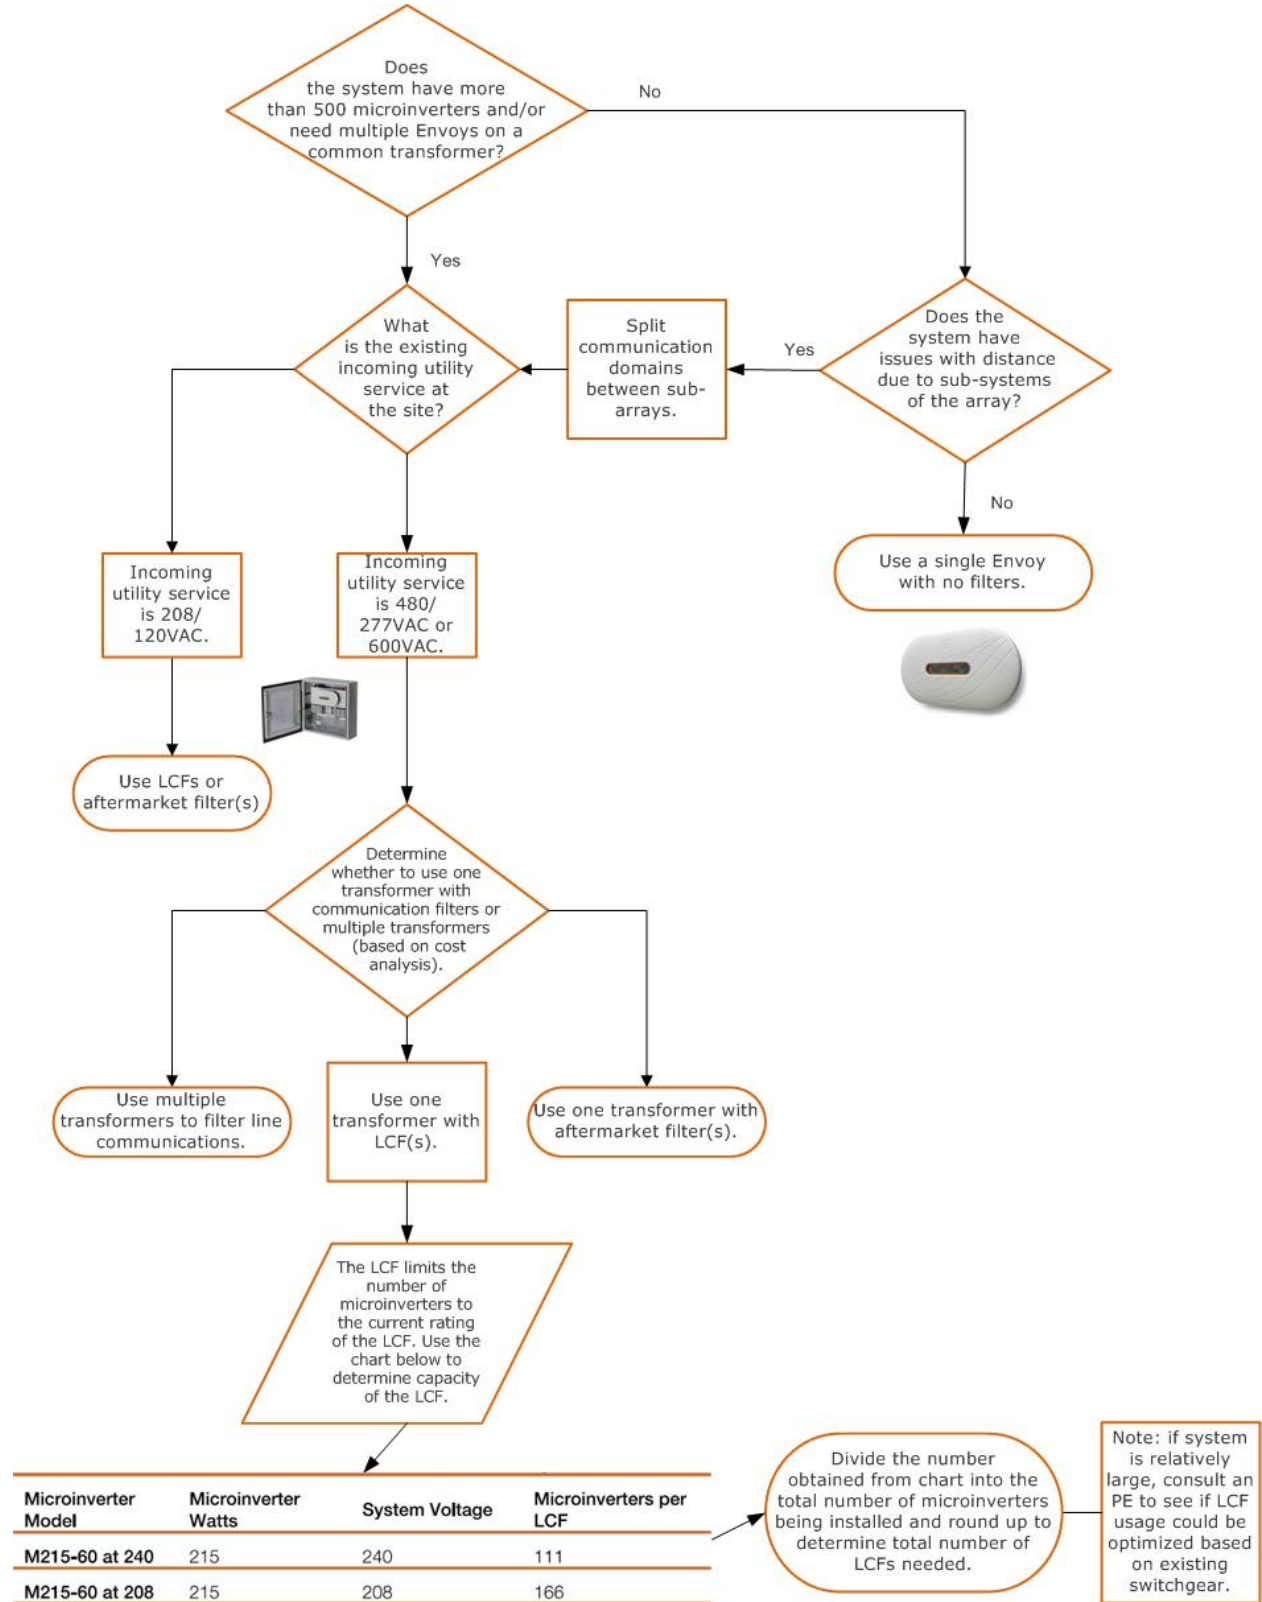 Does
the system have more
than 500 microinverters and/or
need multiple Envoys on a
common transformer?
No
Yes
What
is the existing
incoming utility
service at
the site?
Split
communication
domains
between sub-
arrays.
Yes
Does the
system have
issues with distance
due to sub-systems
of the array?
No
Use a single Envoy
with no filters.
Incoming
utility service
is 208/
120VAC.
Incoming
utility service
is 480/
277VAC or
600VAC.
Use LCFs or
aftermarket filter(s)
Determine
whether to use one
transformer with
communication filters or
multiple transformers
(based on cost
analysis).
Use multiple
transformers to filter line
communications.
Use one
transformer with
LCF(s).
Use one transformer with
aftermarket filter(s).
The LCF limits the
number of
microinverters to
the current rating
of the LCF. Use the
chart below to
determine capacity
of the LCF.
Microinverter Model Microinverter Watts System Voltage Microinverters per LCF
M215-60 at 240 215 240 111
M215-60 at 208 215 208 166
Divide the number
obtained from chart into the
total number of microinverters
being installed and round up to
determine total number of
LCFs needed.
Note: if system
is relatively
large, consult an
PE to see if LCF
usage could be
optimized based
on existing
switchgear.